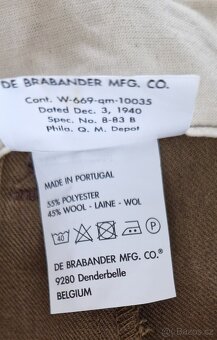 DE BRABANDER MFG. CO.
Cont. W-669-qm-10035
Dated Dec. 3, 1940
Spec. No. 8-83 B
Phila. Q. M. Depot
MADE IN PORTUGAL
55% POLYESTER
45% WOOL - LAINE - WOL
40
P
DE BRABANDER MFG. CO.®
9280 Denderbelle
BELGIUM